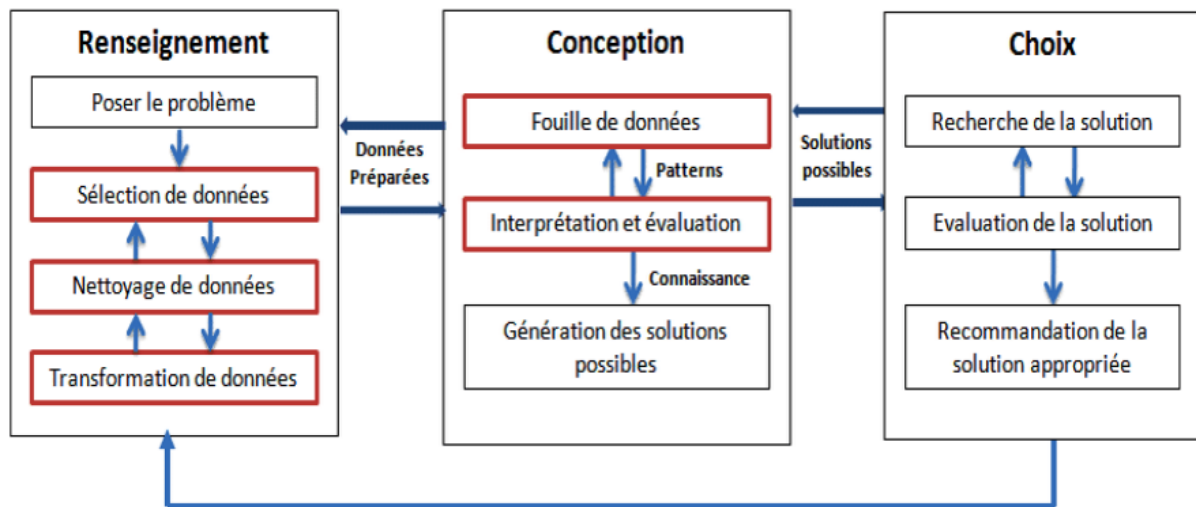 Renseignement
Poser le problème
Sélection de données
Nettoyage de données
Transformation de données
Données
Préparées
Conception
Fouille de données
Patterns
Interprétation et évaluation
Connaissance
Génération des solutions
possibles
Solutions
possibles
Choix
Recherche de la solution
Evaluation de la solution
Recommandation de la
solution appropriée